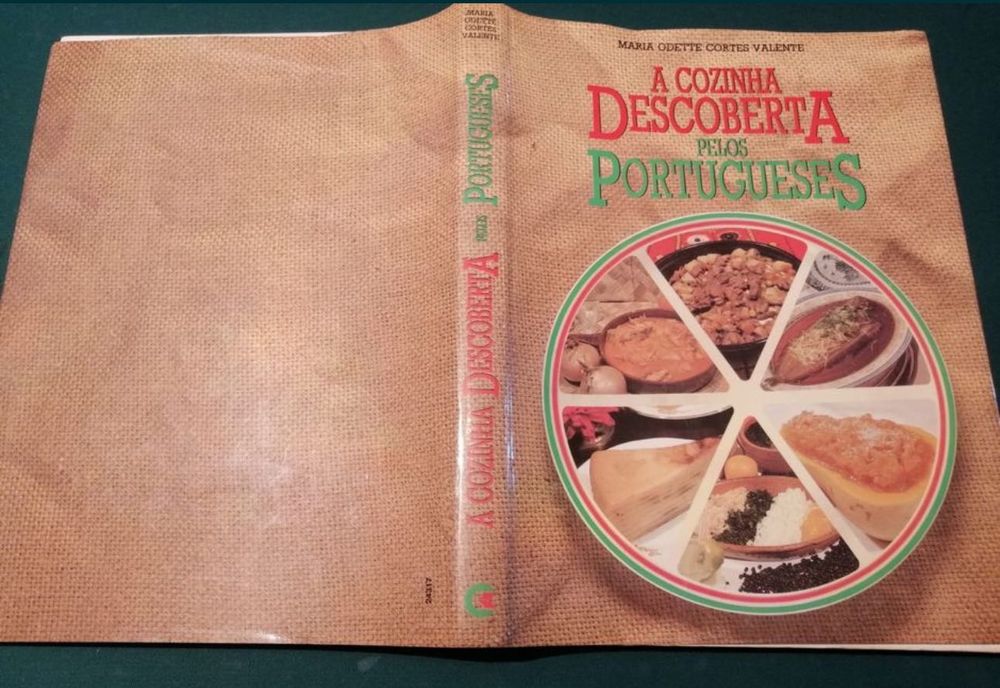 MARIA
ODETTE
CORTES
VALENTE
A COZINHA DESCOBERTA PELOS PORTUGUESES
24317
MARIA ODETTE CORTES VALENTE
A COZINHA
DESCOBERTA
PELOS
PORTUGUESES